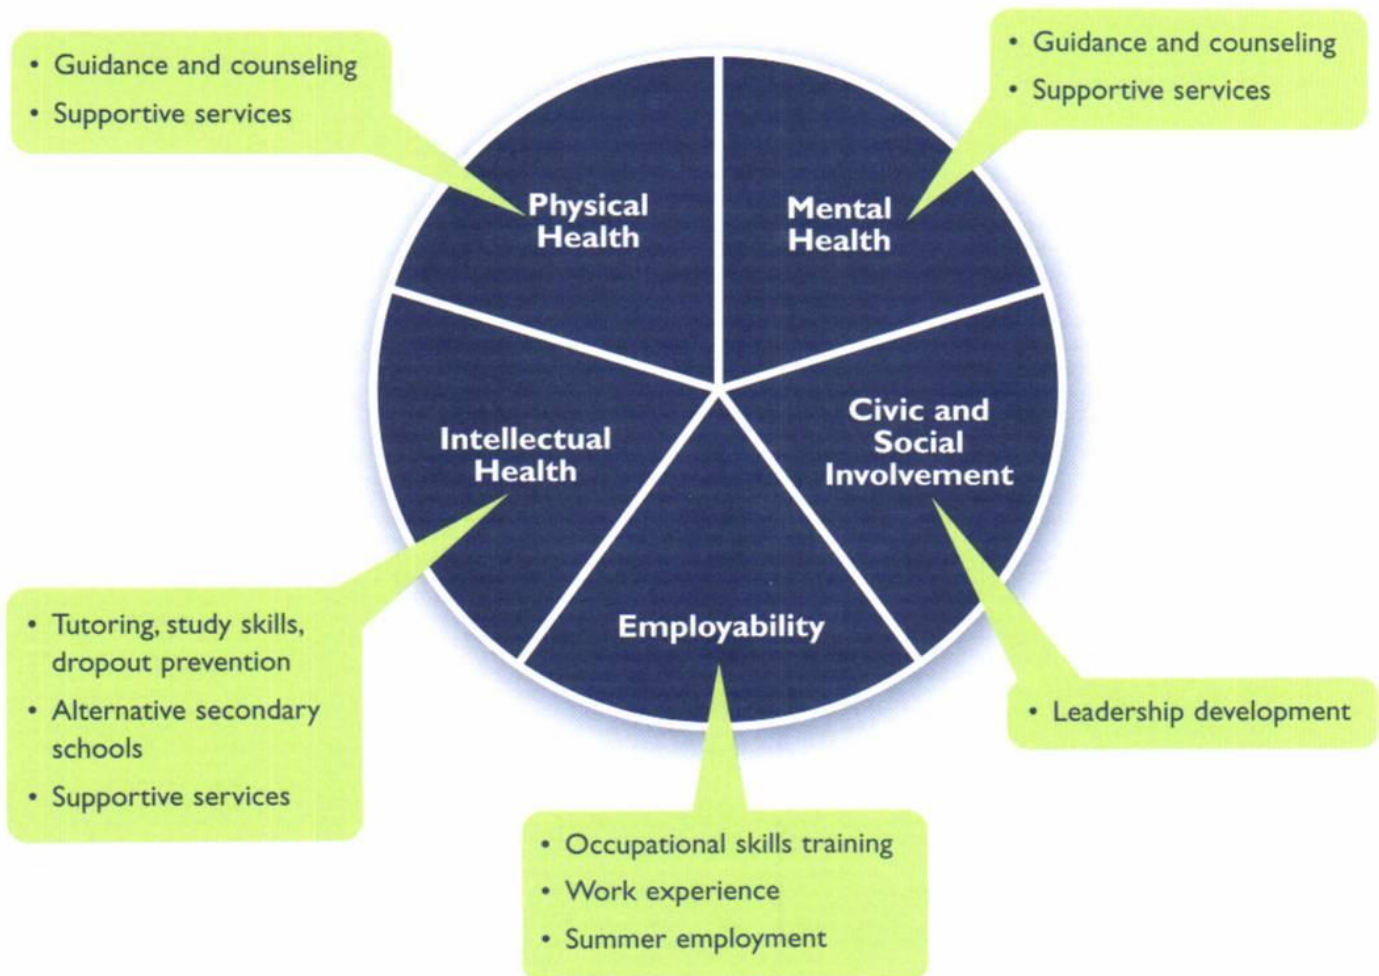 • Guidance and counseling
• Supportive services
• Guidance and counseling
• Supportive services
Physical
Health
Mental
Health
Intellectual
Health
Civic and
Social
Involvement
Employability
• Tutoring, study skills,
dropout prevention
• Alternative secondary
schools
• Supportive services
• Leadership development
• Occupational skills training
• Work experience
• Summer employment